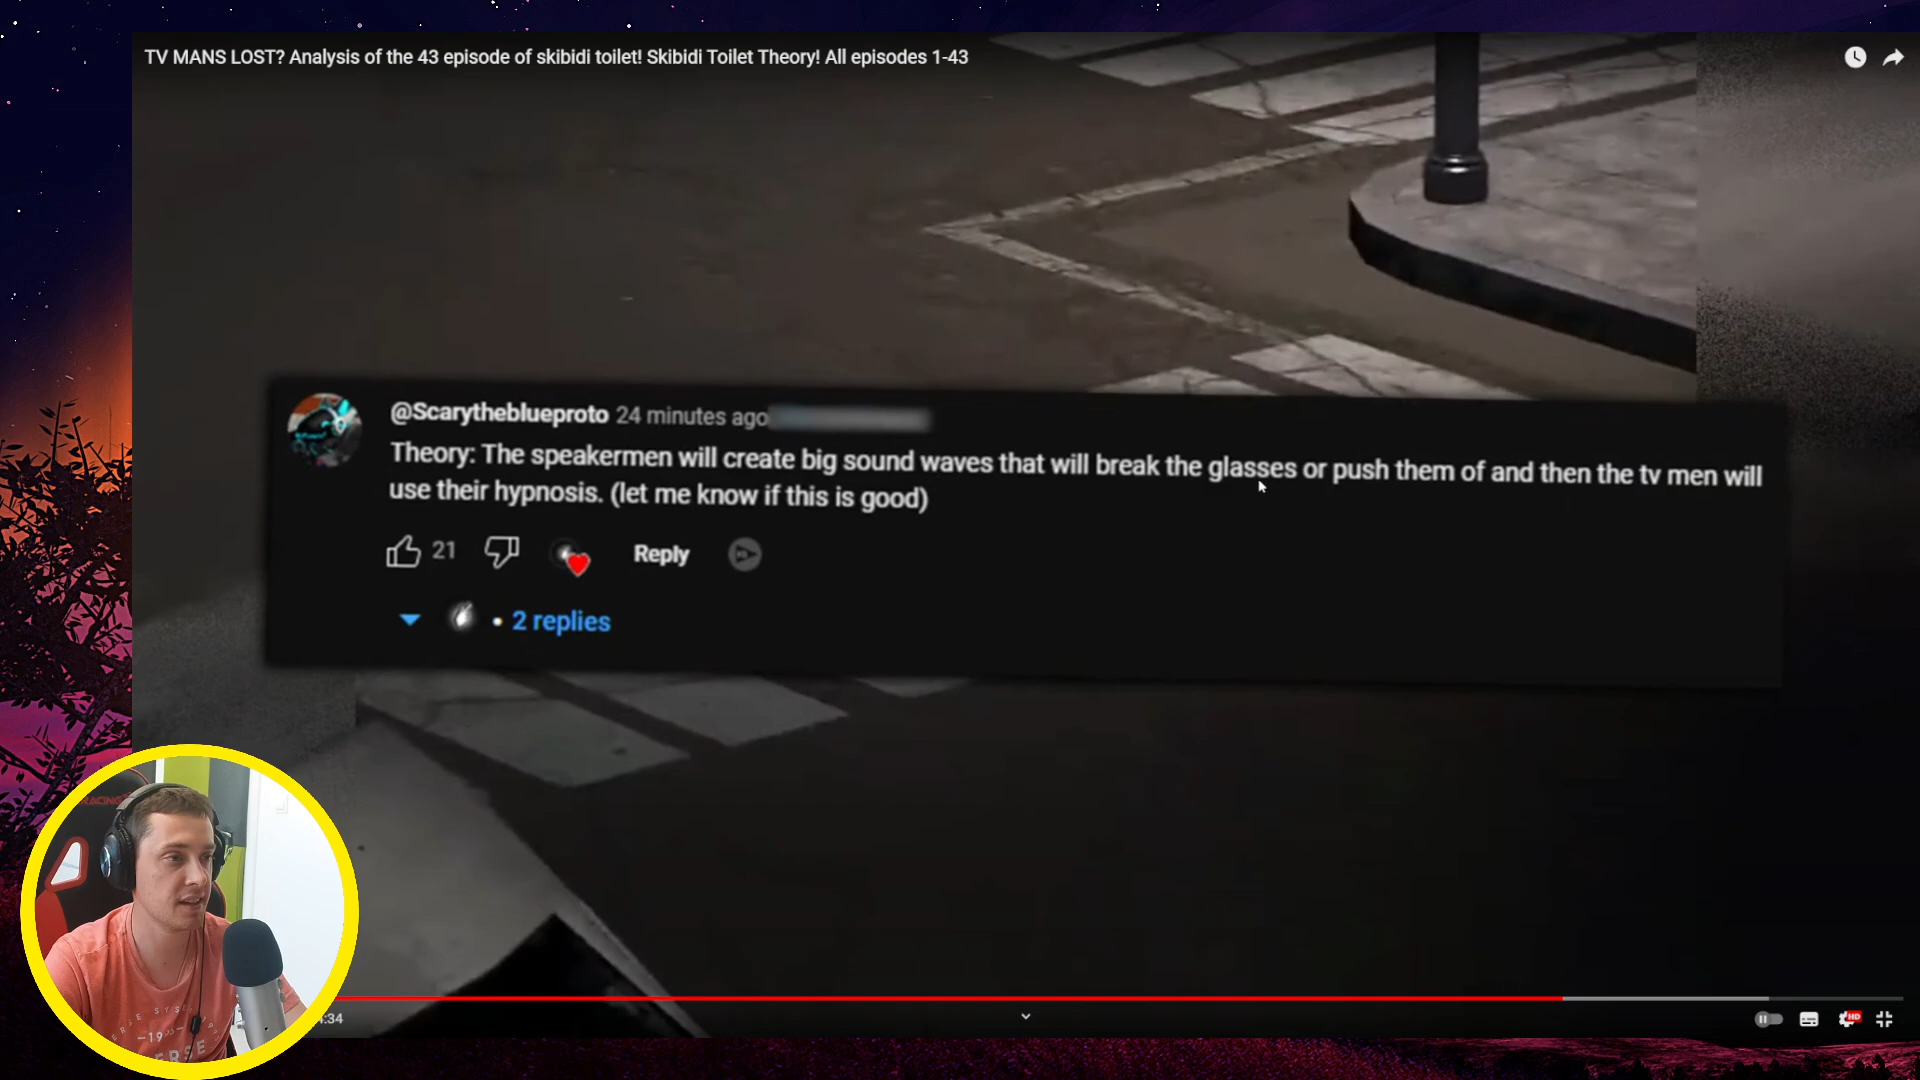 TV MANS LOST? Analysis of the 43 episode of skibidi toilet! Skibidi Toilet Theory! All episodes 1-43
@Scarytheblueproto 24 minutes ago
Theory: The speakermen will create big sound waves that will break the glasses or push them of and then the tv men will
use their hypnosis. (let me know if this is good)
21 Reply
• 2 replies
RACING
:34
HD